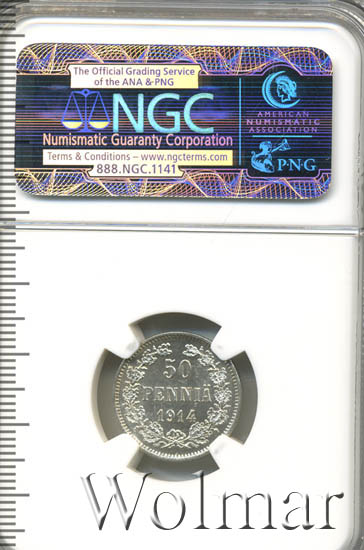 The Official Grading Service
of the ANA & PNG
NGC
Numismatic Guaranty Corporation
Terms & Conditions – www.ngcterms.com
888.NGC.1141
AMERICAN
NUMISMATIC
ASSOCIATION
PNG
50
PENNIÄ
1914
Wolmar